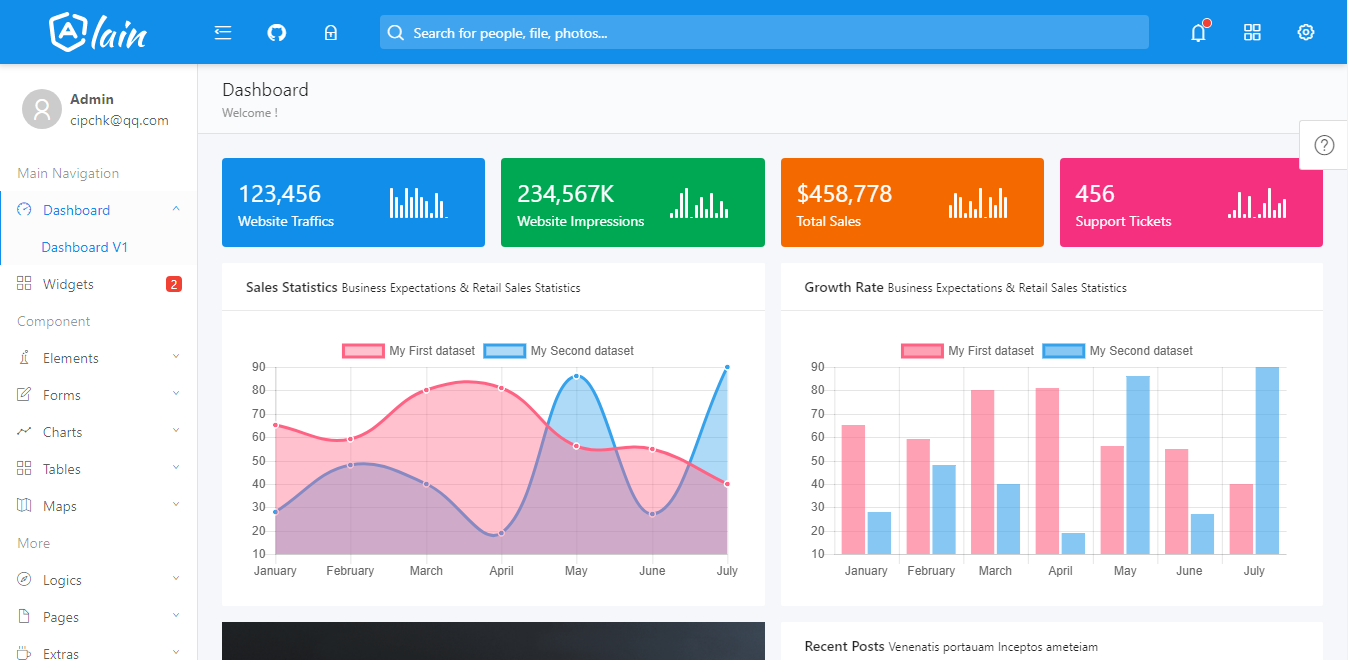 Alain
Search for people, file, photos...
Admin
cipchk@qq.com
Main Navigation
Dashboard
Dashboard V1
Widgets 2
Component
Elements
Forms
Charts
Tables
Maps
More
Logics
Pages
Extras
Dashboard
Welcome !
123,456
Website Traffics
234,567K
Website Impressions
$458,778
Total Sales
456
Support Tickets
Sales Statistics Business Expectations & Retail Sales Statistics
My First dataset My Second dataset
90
80
70
60
50
40
30
20
10
January February March April May June July
Growth Rate Business Expectations & Retail Sales Statistics
My First dataset My Second dataset
90
80
70
60
50
40
30
20
10
January February March April May June July
Recent Posts Venenatis portauam Inceptos ameteiam